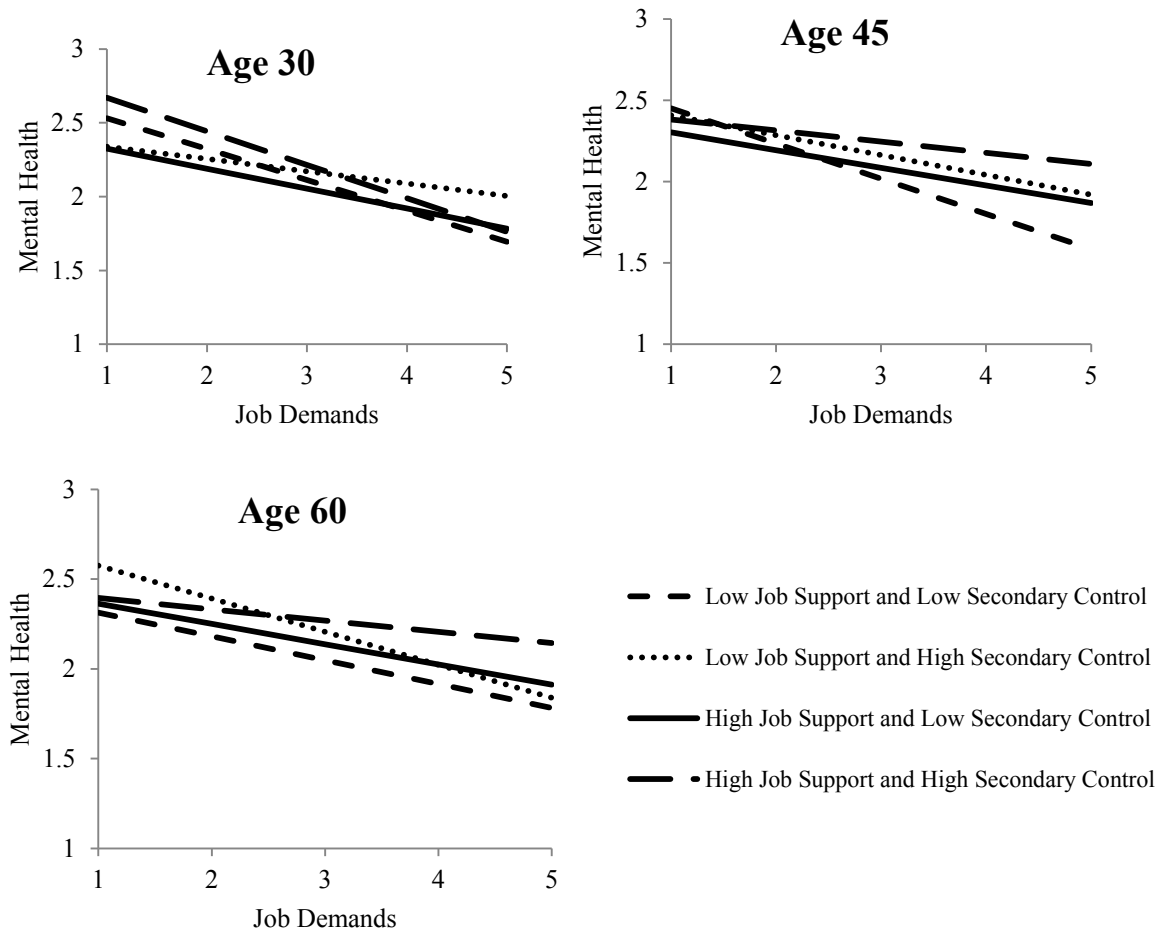 Age 30
Mental Health
3
2.5
2
1.5
1
1 2 3 4 5
Job Demands
Age 45
Mental Health
3
2.5
2
1.5
1
1 2 3 4 5
Job Demands
Age 60
Mental Health
3
2.5
2
1.5
1
1 2 3 4 5
Job Demands
Low Job Support and Low Secondary Control
Low Job Support and High Secondary Control
High Job Support and Low Secondary Control
High Job Support and High Secondary Control